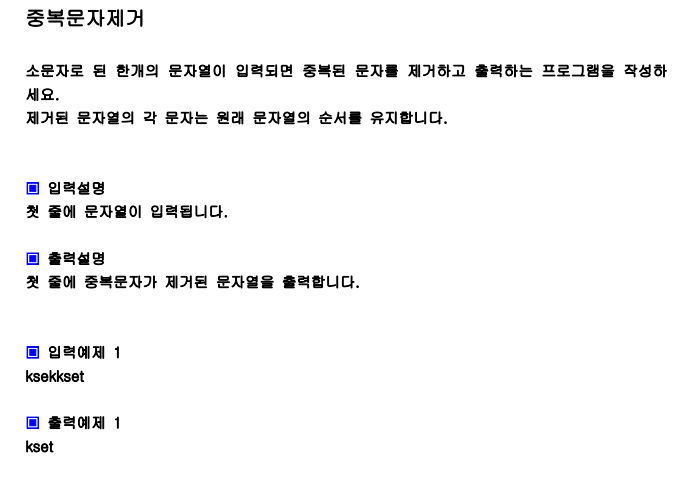 중복문자제거
소문자로 된 한개의 문자열이 입력되면 중복된 문자를 제거하고 출력하는 프로그램을 작성하
세요.
제거된 문자열의 각 문자는 원래 문자열의 순서를 유지합니다.
▣ 입력설명
첫 줄에 문자열이 입력됩니다.
▣ 출력설명
첫 줄에 중복문자가 제거된 문자열을 출력합니다.
▣ 입력예제 1
ksekkset
▣ 출력예제 1
kset